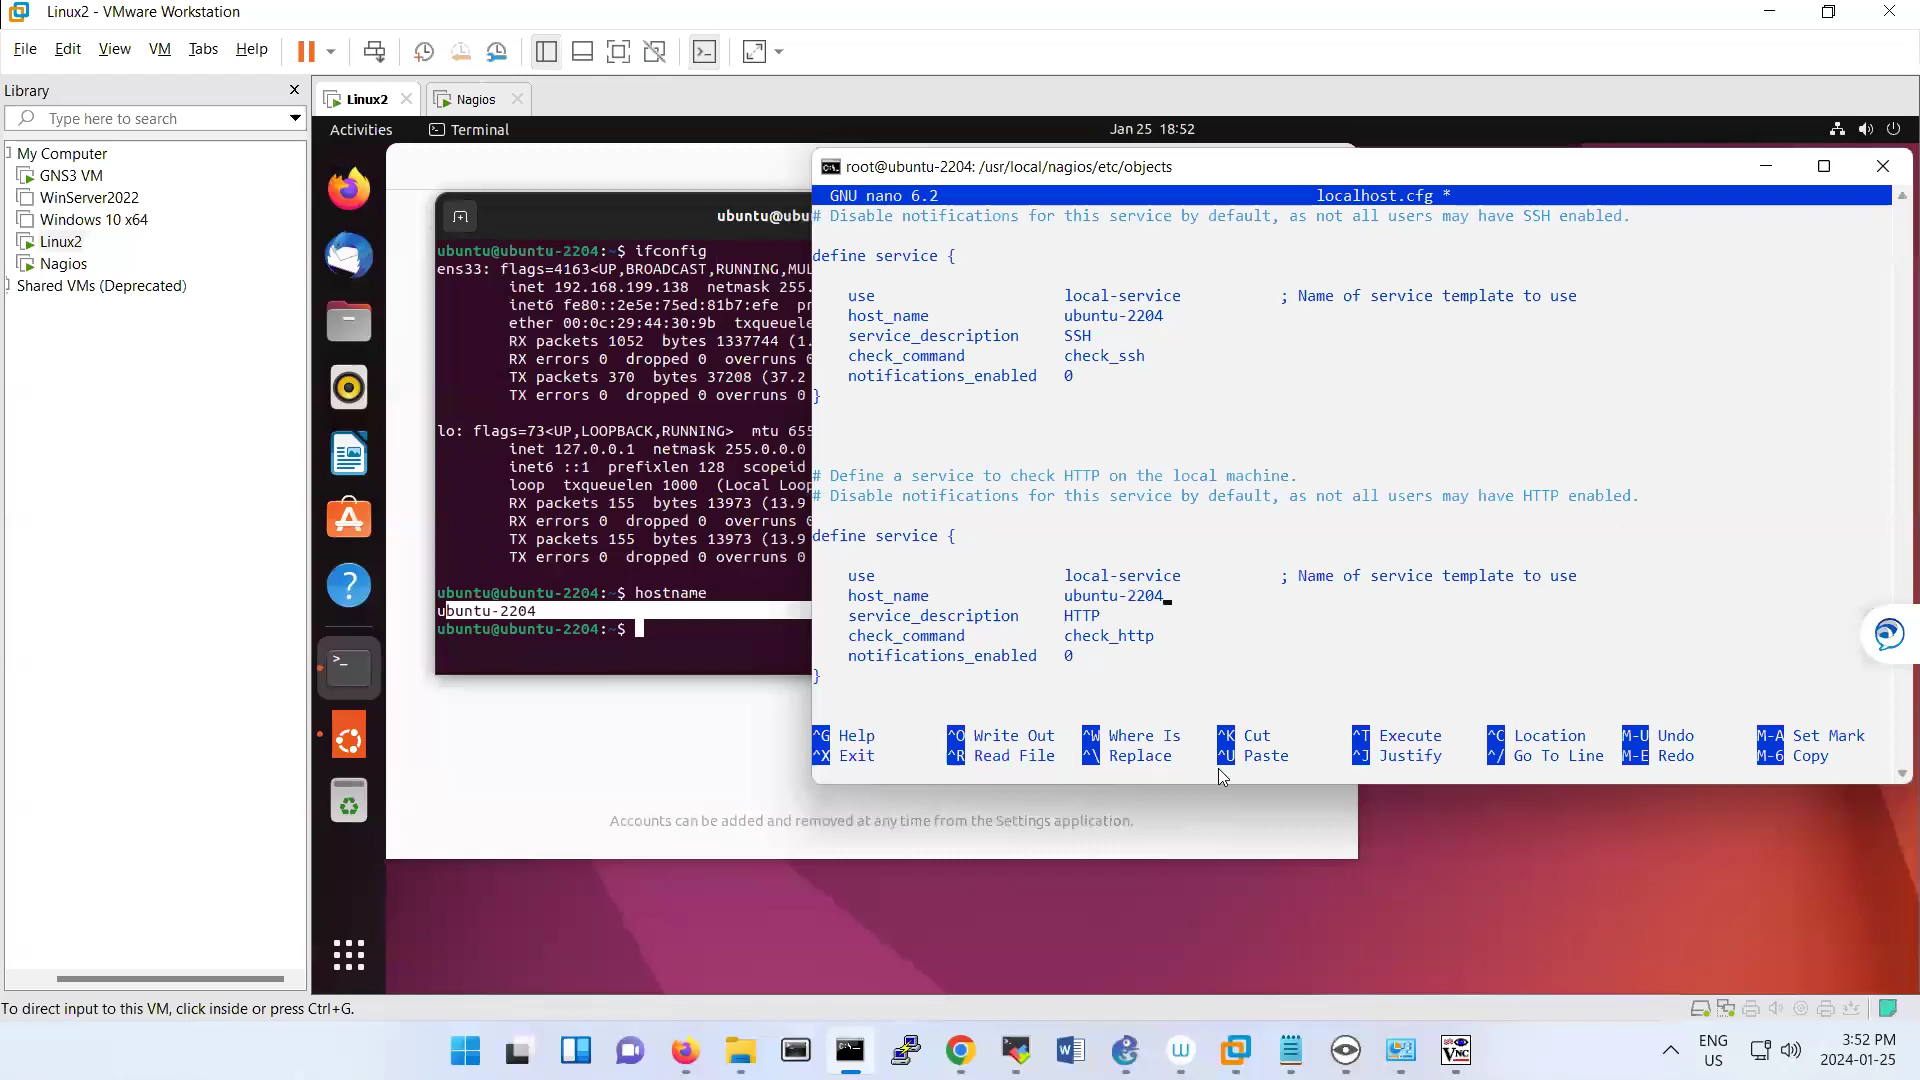 Linux2 - VMware Workstation
File Edit View VM Tabs Help
Library
Type here to search
My Computer
GNS3 VM
WinServer2022
Windows 10 x64
Linux2
Nagios
Shared VMs (Deprecated)
Linux2
Nagios
Activities
Terminal
Jan 25 18:52
ubuntu@ubu
ubuntu@ubuntu-2204:~$ ifconfig
ens33: flags=4163<UP,BROADCAST,RUNNING,MUL
inet 192.168.199.138 netmask 255.
inet6 fe80::2e5e:75ed:81b7:efe pr
ether 00:0c:29:44:30:9b txqueuele
RX packets 1052 bytes 1337744 (1.
RX errors 0 dropped 0 overruns 0
TX packets 370 bytes 37208 (37.2
TX errors 0 dropped 0 overruns 0
lo: flags=73<UP,LOOPBACK,RUNNING> mtu 655
inet 127.0.0.1 netmask 255.0.0.0
inet6 ::1 prefixlen 128 scopeid
loop txqueuelen 1000 (Local Loop
RX packets 155 bytes 13973 (13.9
RX errors 0 dropped 0 overruns 0
TX packets 155 bytes 13973 (13.9
TX errors 0 dropped 0 overruns 0
ubuntu@ubuntu-2204:~$ hostname
ubuntu-2204
ubuntu@ubuntu-2204:~$
Accounts can be added and removed at any time from the Settings application.
root@ubuntu-2204: /usr/local/nagios/etc/objects
GNU nano 6.2 localhost.cfg *
# Disable notifications for this service by default, as not all users may have SSH enabled.
define service {
use local-service ; Name of service template to use
host_name ubuntu-2204
service_description SSH
check_command check_ssh
notifications_enabled 0
}
# Define a service to check HTTP on the local machine.
# Disable notifications for this service by default, as not all users may have HTTP enabled.
define service {
use local-service ; Name of service template to use
host_name ubuntu-2204
service_description HTTP
check_command check_http
notifications_enabled 0
}
^G Help ^O Write Out ^W Where Is ^K Cut ^T Execute ^C Location M-U Undo M-A Set Mark
^X Exit ^R Read File ^\ Replace ^U Paste ^J Justify ^/ Go To Line M-E Redo M-6 Copy
To direct input to this VM, click inside or press Ctrl+G.
ENG
US
3:52 PM
2024-01-25